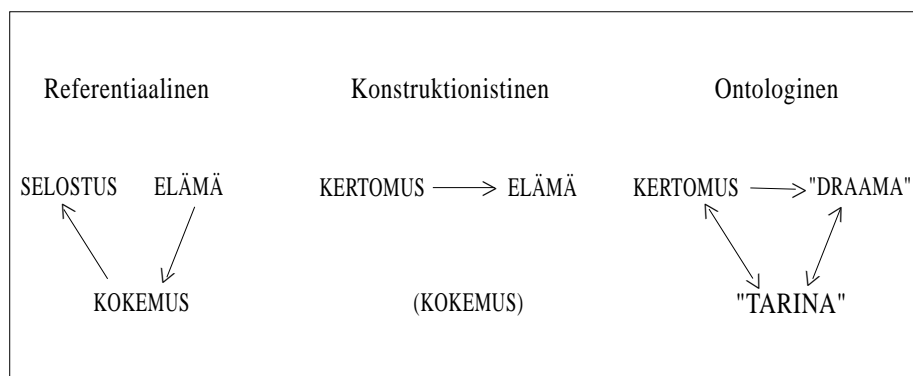 Referentiaalinen Konstruktionistinen Ontologinen
SELOSTUS ELÄMÄ KERTOMUS ELÄMÄ KERTOMUS "DRAAMA"
KOKEMUS (KOKEMUS) "TARINA"